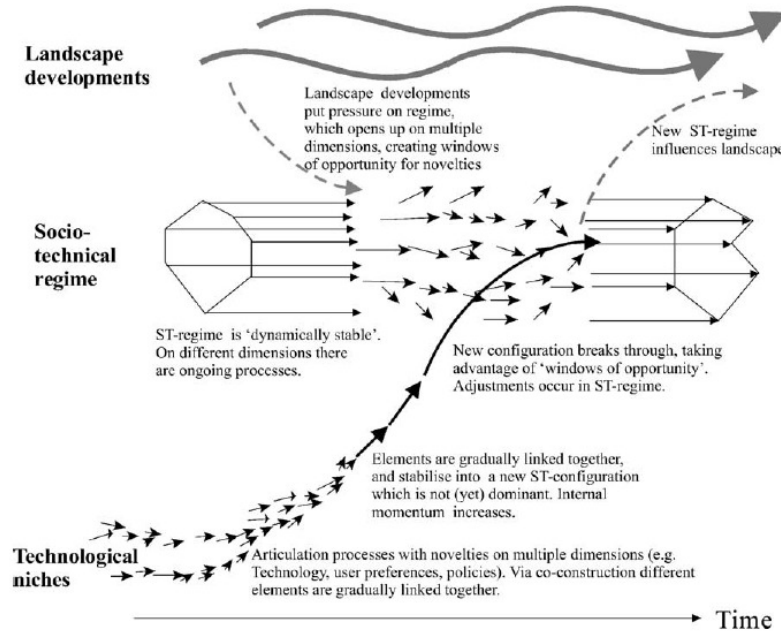 Landscape
developments
Landscape developments
put pressure on regime,
which opens up on multiple
dimensions, creating windows
of opportunity for novelties
New ST-regime
influences landscape
Socio-
technical
regime
ST-regime is ‘dynamically stable’.
On different dimensions there
are ongoing processes.
New configuration breaks through, taking
advantage of ‘windows of opportunity’.
Adjustments occur in ST-regime.
Elements are gradually linked together,
and stabilise into a new ST-configuration
which is not (yet) dominant. Internal
momentum increases.
Technological
niches
Articulation processes with novelties on multiple dimensions (e.g.
Technology, user preferences, policies). Via co-construction different
elements are gradually linked together.
Time